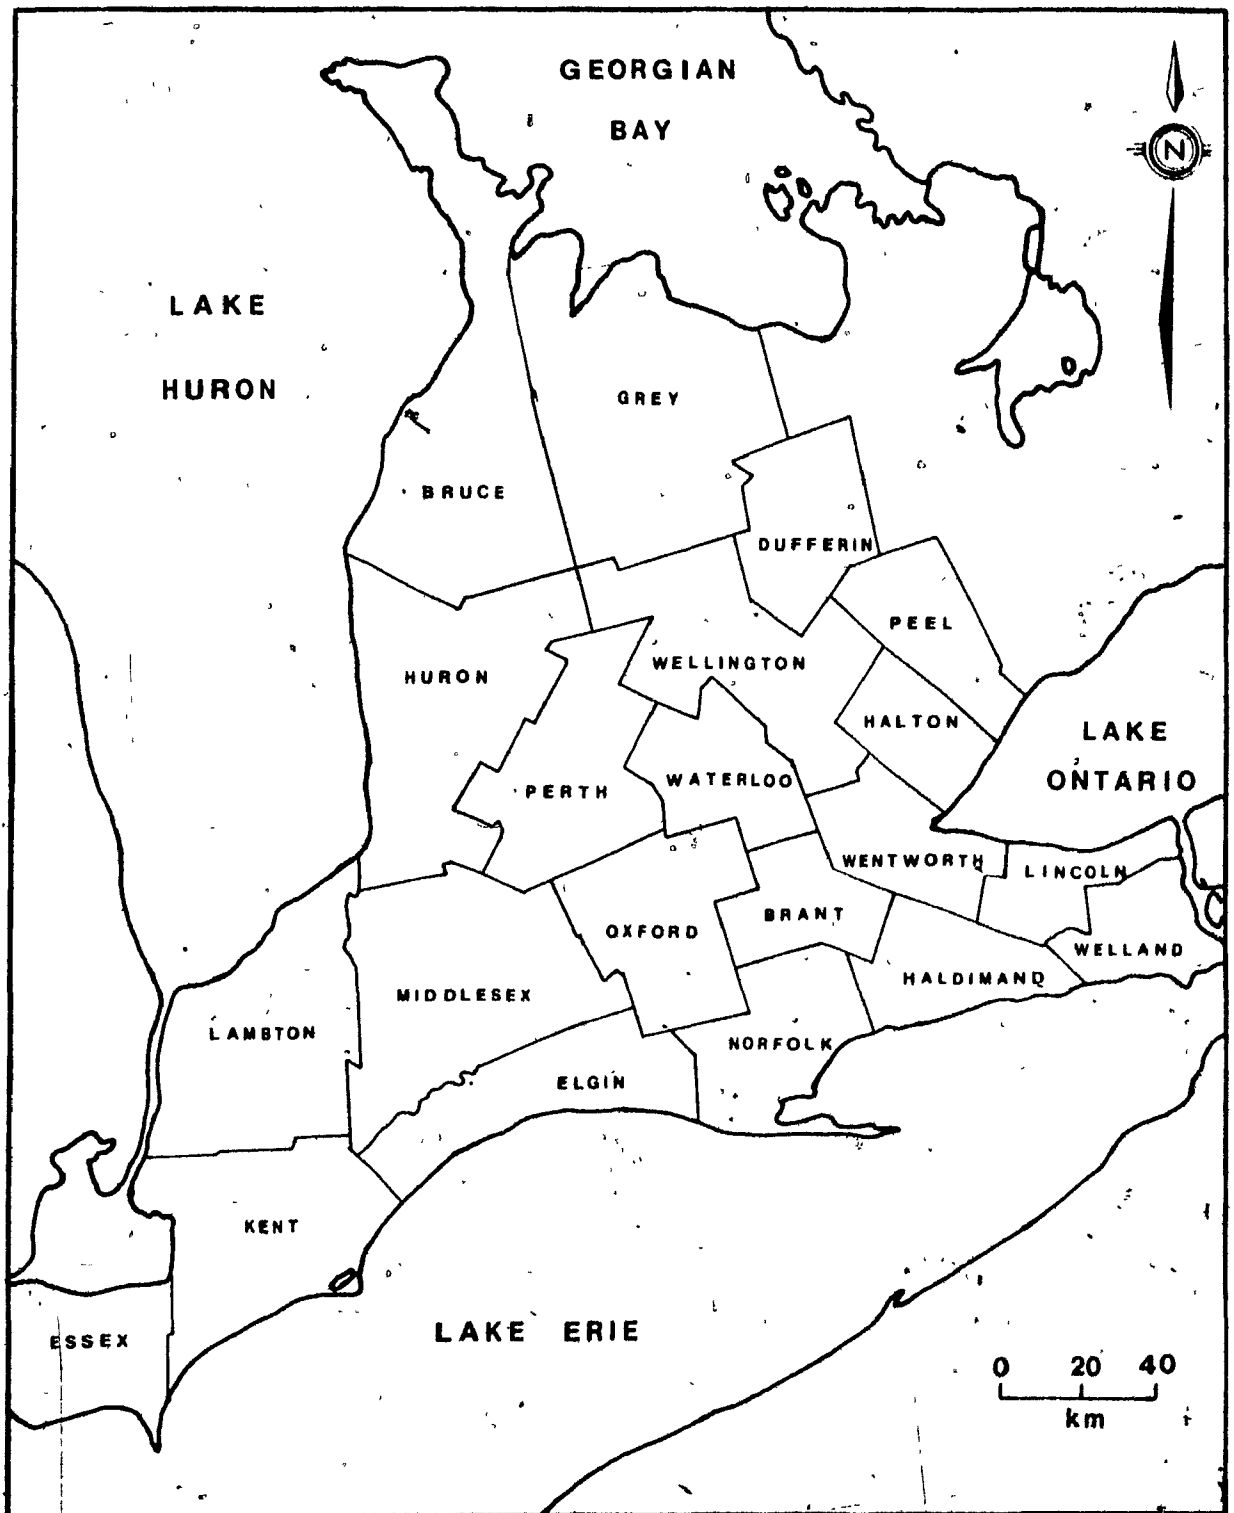 GEORGIAN
BAY
N
LAKE
HURON
GREY
BRUCE
DUFFERIN
PEEL
WELLINGTON
HURON
HALTON
LAKE
ONTARIO
WATERLOO
PERTH
WENTWORTH
LINCOLN
BRANT
OXFORD
WELLAND
HALDIMAND
MIDDLESEX
LAMBTON
NORFOLK
ELGIN
KENT
LAKE ERIE
ESSEX
0 20 40
km